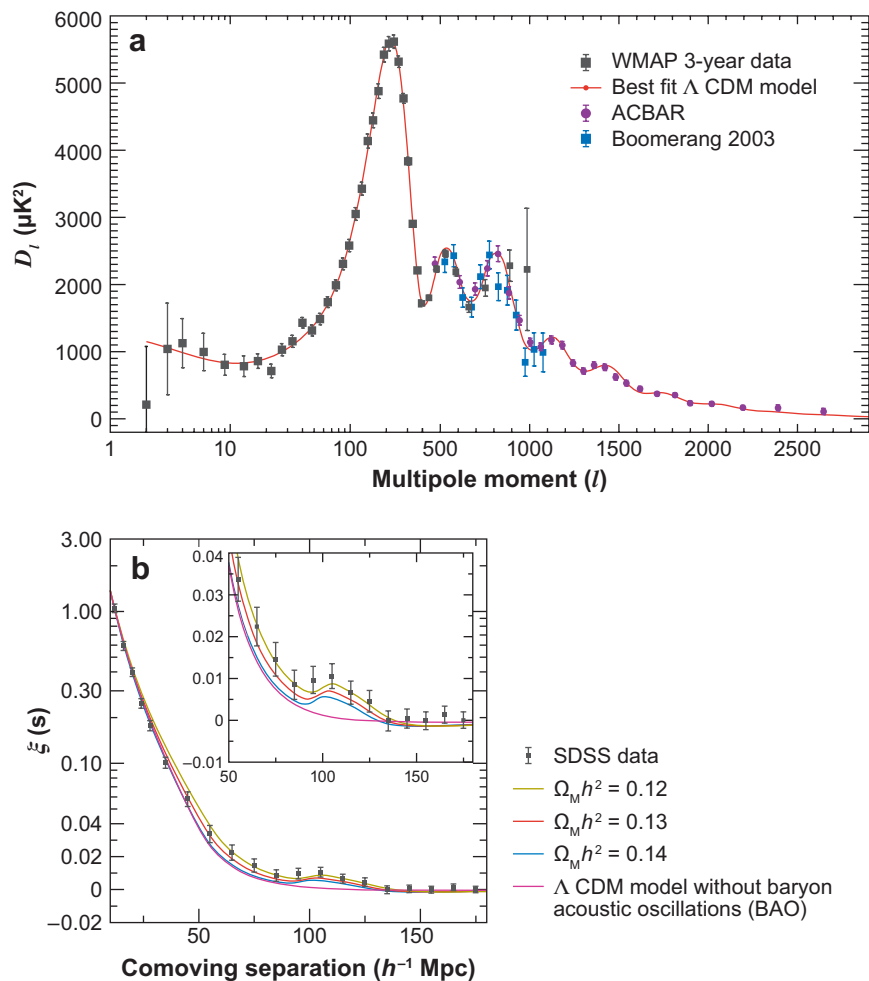 a
6000
5000
4000
3000
2000
1000
0
D_l (µK²)
WMAP 3-year data
Best fit Λ CDM model
ACBAR
Boomerang 2003
1 10 100 500 1000 1500 2000 2500
Multipole moment (l)
b
3.00
1.00
0.30
0.10
0.04
0.02
0
−0.02
ξ (s)
0.04
0.03
0.02
0.01
0
−0.01
50 100 150
50 100 150
Comoving separation (h⁻¹ Mpc)
SDSS data
Ω_M h² = 0.12
Ω_M h² = 0.13
Ω_M h² = 0.14
Λ CDM model without baryon
acoustic oscillations (BAO)